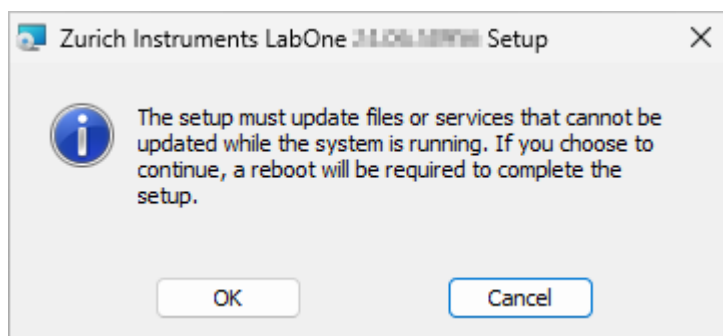 Zurich Instruments LabOne Setup
The setup must update files or services that cannot be
updated while the system is running. If you choose to
continue, a reboot will be required to complete the
setup.
OK Cancel